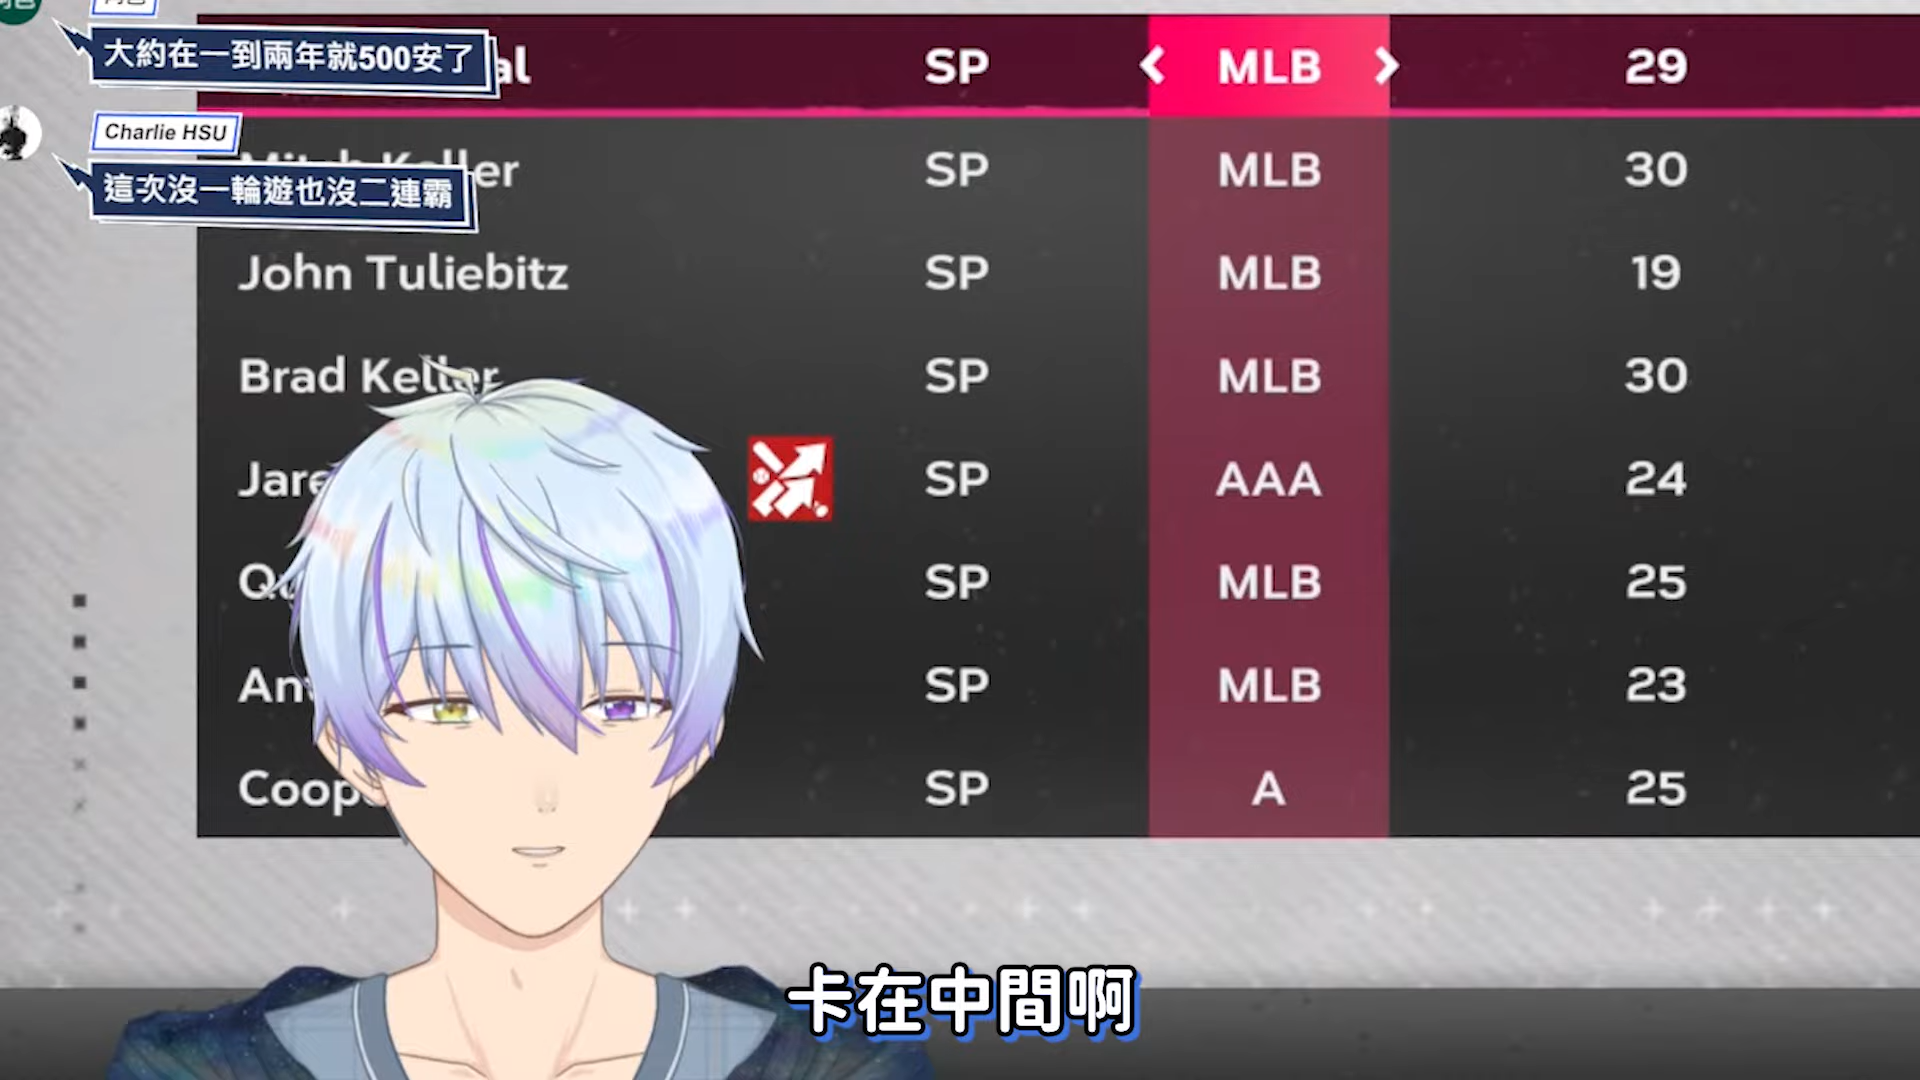 大約在一到兩年就500安了
SP MLB 29
Charlie HSU
這次沒一輪遊也沒二連霸
Keller SP MLB 30
John Tuliebitz SP MLB 19
Brad Keller SP MLB 30
SP AAA 24
SP MLB 25
SP MLB 23
SP A 25
卡在中間啊